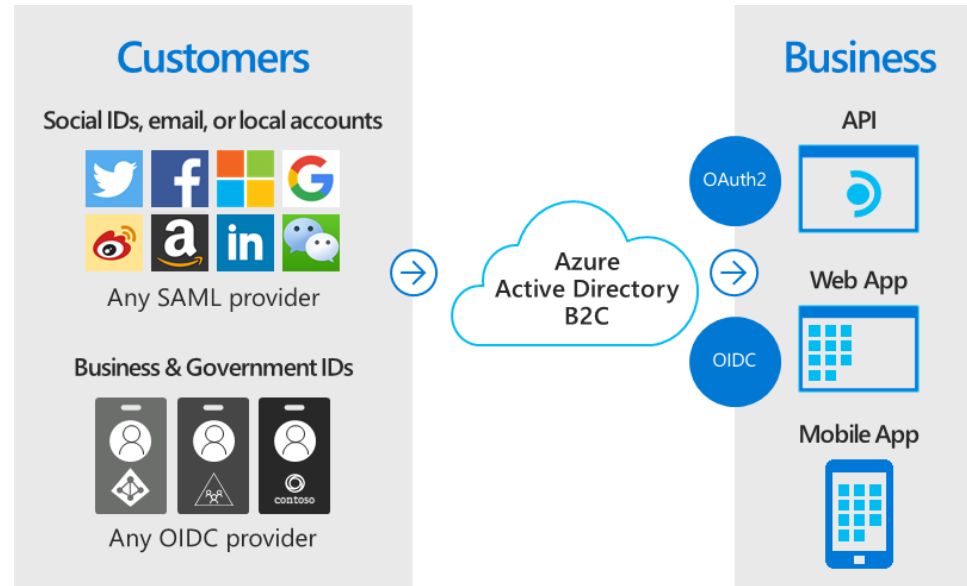 Customers
Social IDs, email, or local accounts
f
G
a
in
Any SAML provider
Business & Government IDs
contoso
Any OIDC provider
Azure
Active Directory
B2C
Business
API
OAuth2
Web App
OIDC
Mobile App